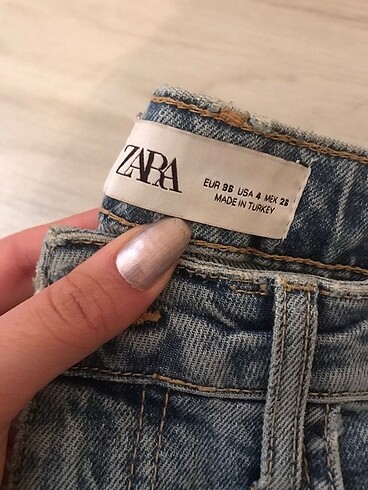 ZARA
EUR 36 USA 4 MEX 26
MADE IN TURKEY